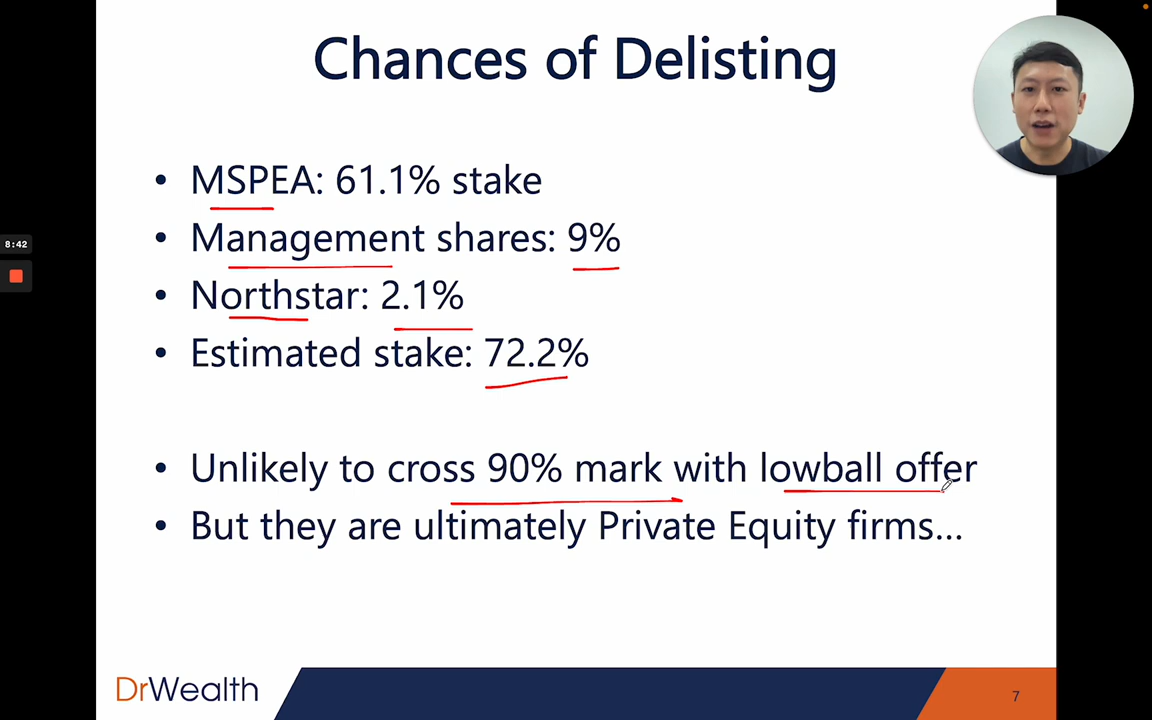 Chances of Delisting
• MSPEA: 61.1% stake
• Management shares: 9%
• Northstar: 2.1%
• Estimated stake: 72.2%
• Unlikely to cross 90% mark with lowball offer
• But they are ultimately Private Equity firms...
8:42
DrWealth
7